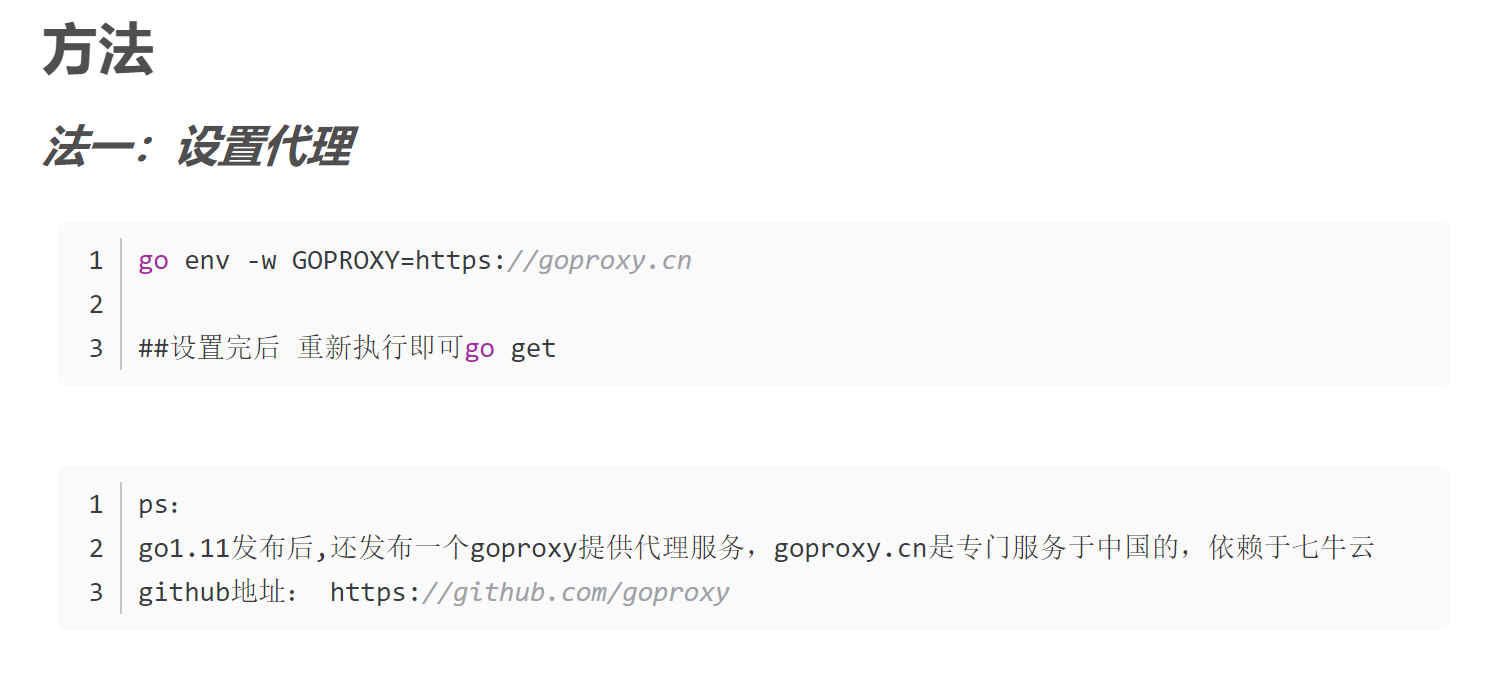 方法
法一：设置代理
1 go env -w GOPROXY=https://goproxy.cn
2
3 ##设置完后 重新执行即可go get
1 ps：
2 go1.11发布后,还发布一个goproxy提供代理服务，goproxy.cn是专门服务于中国的，依赖于七牛云
3 github地址： https://github.com/goproxy